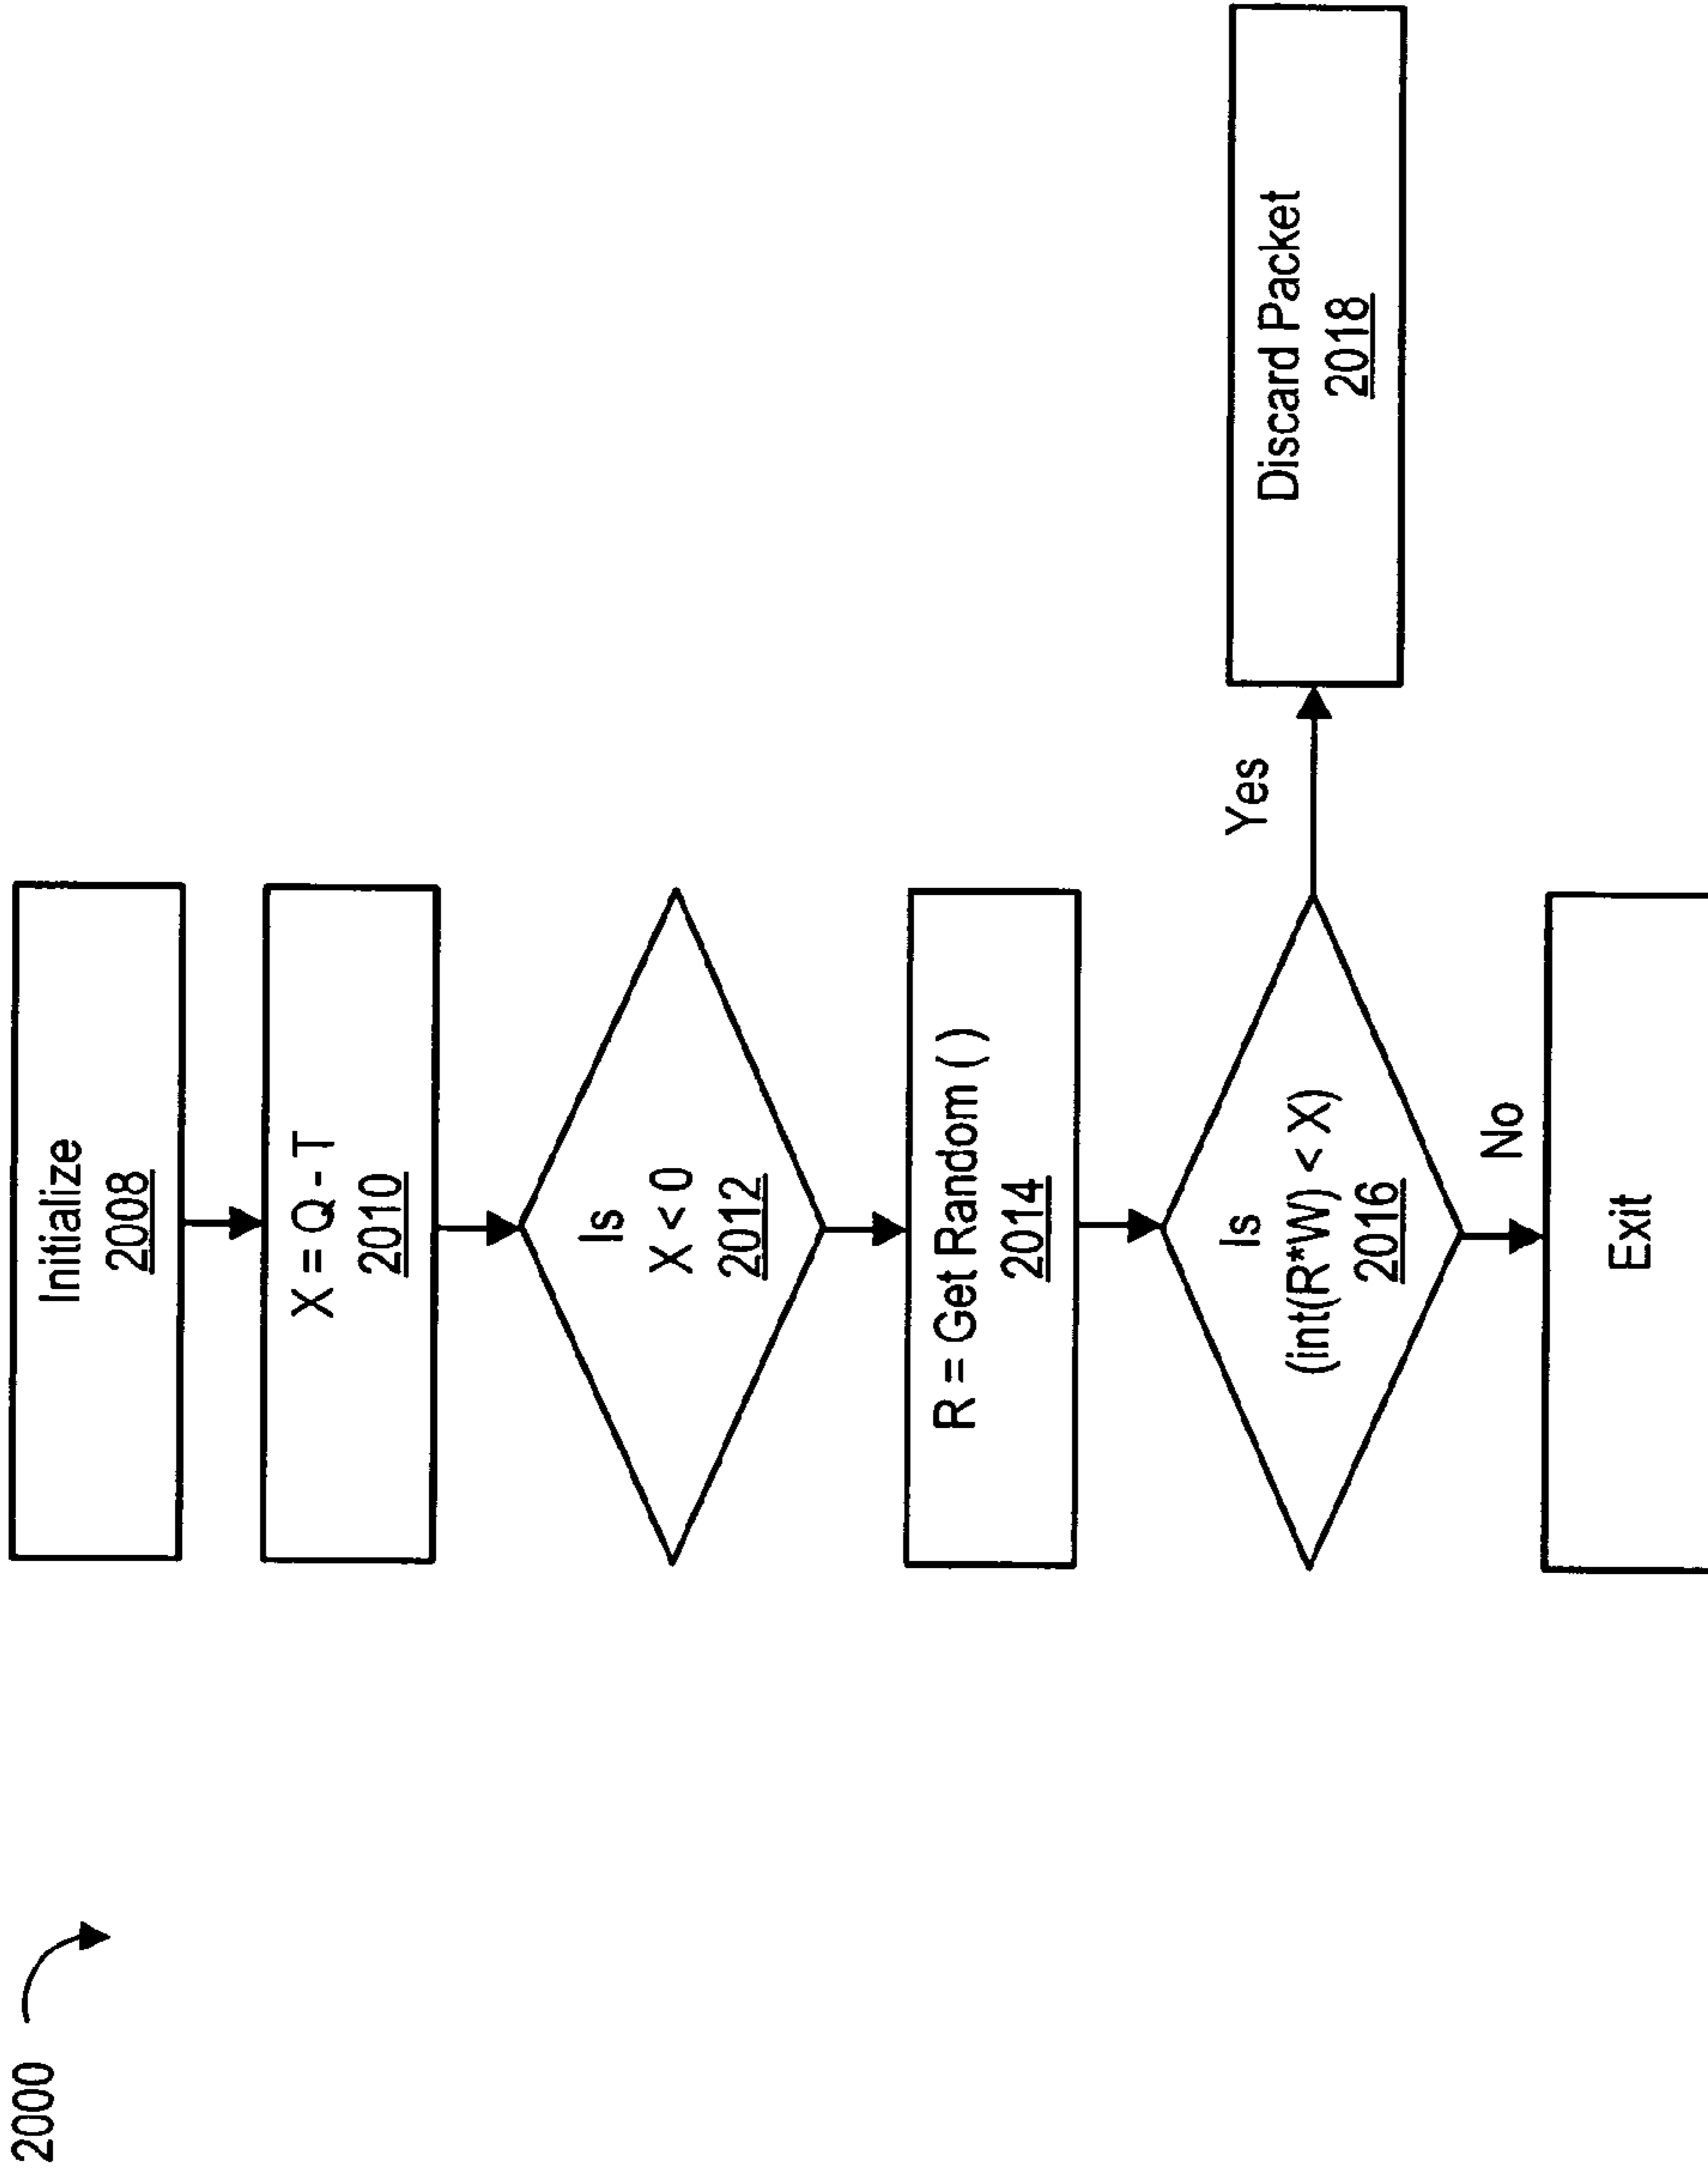 2000
Initialize
2008
X = Q - T
2010
Is
X < 0
2012
R = Get Random ( )
2014
Is
(int(R*W) < X)
2016
Yes
Discard Packet
2018
No
Exit